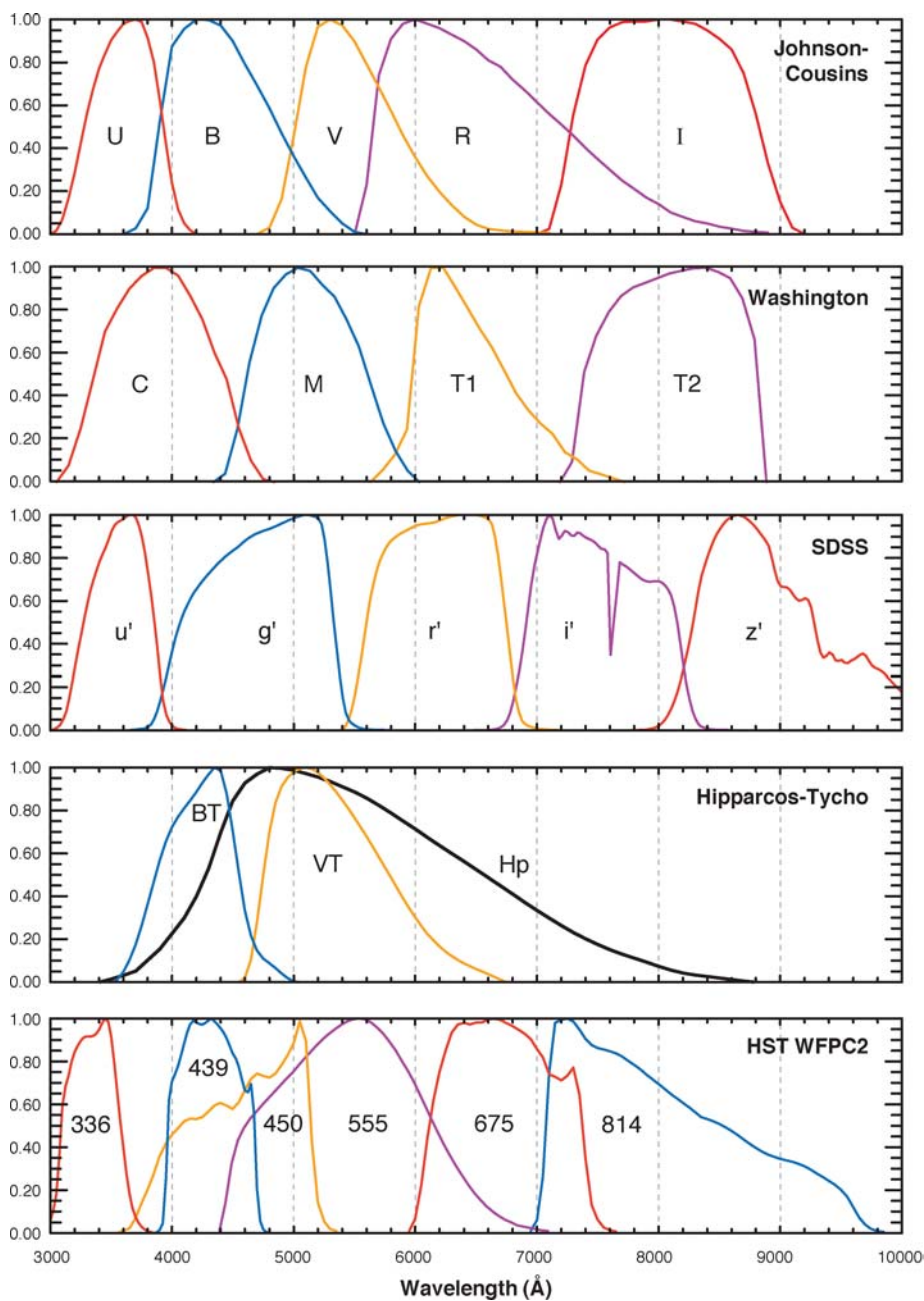 1.00
0.80
0.60
0.40
0.20
0.00
Johnson-
Cousins
U B V R I
1.00
0.80
0.60
0.40
0.20
0.00
Washington
C M T1 T2
1.00
0.80
0.60
0.40
0.20
0.00
SDSS
u' g' r' i' z'
1.00
0.80
0.60
0.40
0.20
0.00
Hipparcos-Tycho
BT VT Hp
1.00
0.80
0.60
0.40
0.20
0.00
HST WFPC2
439
336 450 555 675 814
3000 4000 5000 6000 7000 8000 9000 10000
Wavelength (Å)